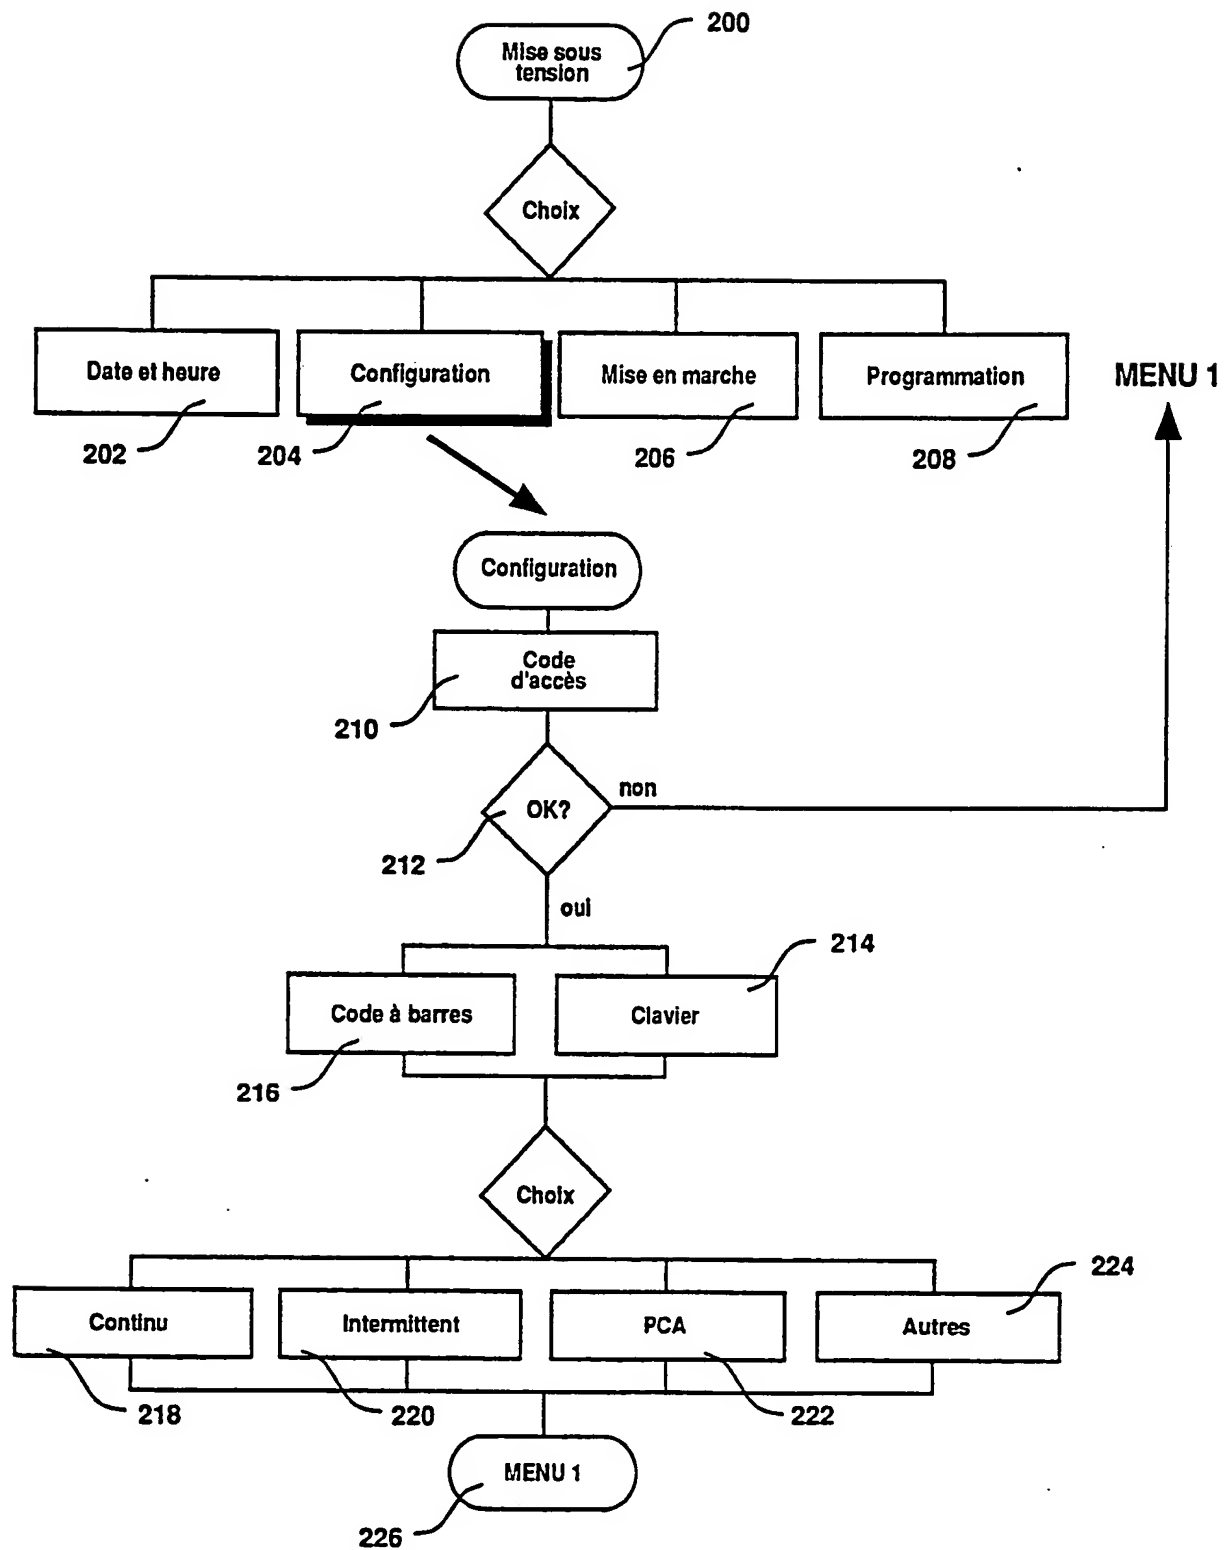 200
Mise sous
tension
Choix
Date et heure
Configuration
Mise en marche
Programmation
MENU 1
202
204
206
208
Configuration
Code
d'accès
210
OK?
non
212
oui
214
Code à barres
Clavier
216
Choix
224
Continu
Intermittent
PCA
Autres
218
220
222
MENU 1
226